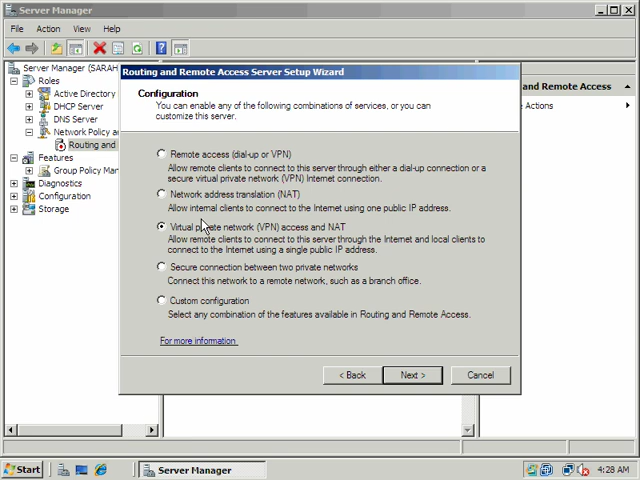 Server Manager
File Action View Help
Server Manager (SARAH
Roles
Active Directory
DHCP Server
DNS Server
Network Policy a
Routing and
Features
Group Policy Mar
Diagnostics
Configuration
Storage
and Remote Access
Actions
Routing and Remote Access Server Setup Wizard
Configuration
You can enable any of the following combinations of services, or you can
customize this server.
Remote access (dial-up or VPN)
Allow remote clients to connect to this server through either a dial-up connection or a
secure virtual private network (VPN) Internet connection.
Network address translation (NAT)
Allow internal clients to connect to the Internet using one public IP address.
Virtual private network (VPN) access and NAT
Allow remote clients to connect to this server through the Internet and local clients to
connect to the Internet using a single public IP address.
Secure connection between two private networks
Connect this network to a remote network, such as a branch office.
Custom configuration
Select any combination of the features available in Routing and Remote Access.
For more information
< Back Next > Cancel
Start Server Manager 4:28 AM